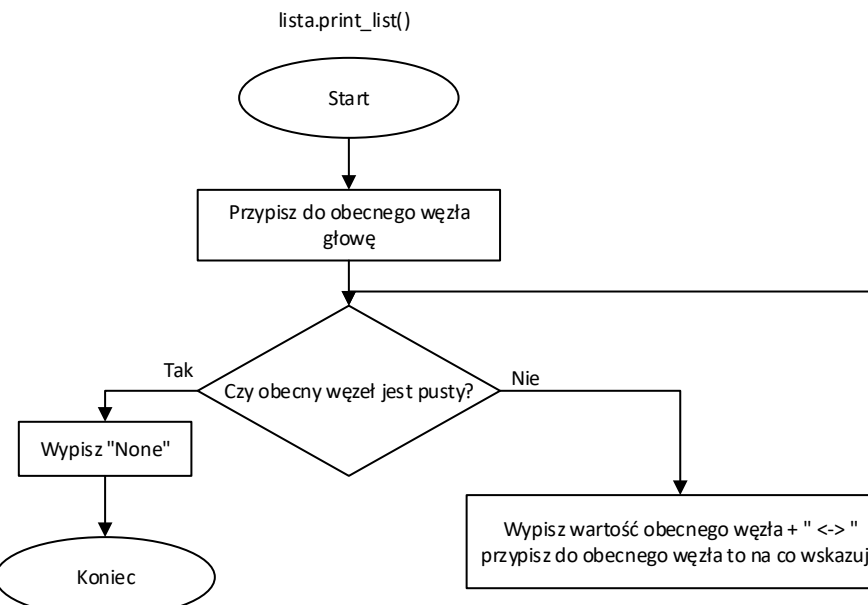 lista.print_list()
Start
Przypisz do obecnego węzła
głowę
Czy obecny węzeł jest pusty?
Tak
Nie
Wypisz "None"
Wypisz wartość obecnego węzła + " <-> "
przypisz do obecnego węzła to na co
Koniec